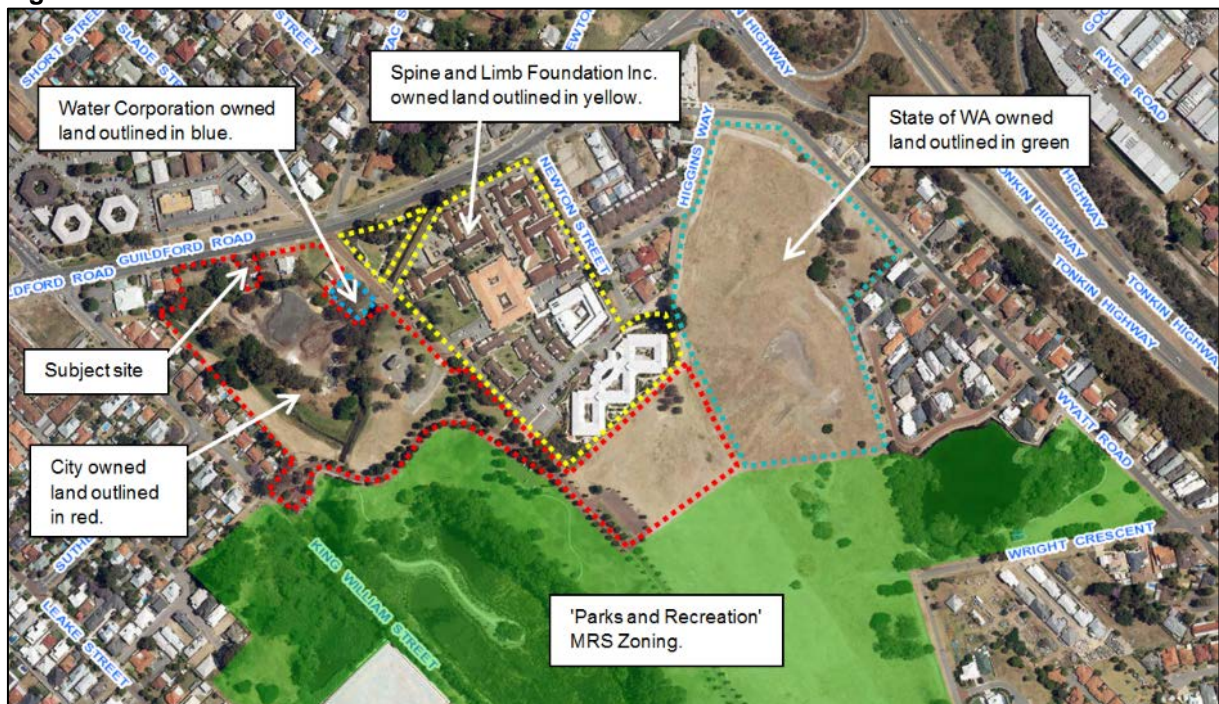 SHORT STREET
SLADE
STREET
Spine and Limb Foundation Inc.
owned land outlined in yellow.
Water Corporation owned
land outlined in blue.
State of WA owned
land outlined in green
HIGHWAY
RIVER ROAD
HIGGINS WAY
NEWTON STREET
TONKIN HIGHWAY
HIGHWAY
TONKIN HIGHWAY
TONKIN HIGHWAY
GUILDFORD ROAD
Subject site
City owned
land outlined
in red.
WYATT ROAD
WRIGHT CRESCENT
KING WILLIAM STREET
LEAKE STREET
'Parks and Recreation'
MRS Zoning.